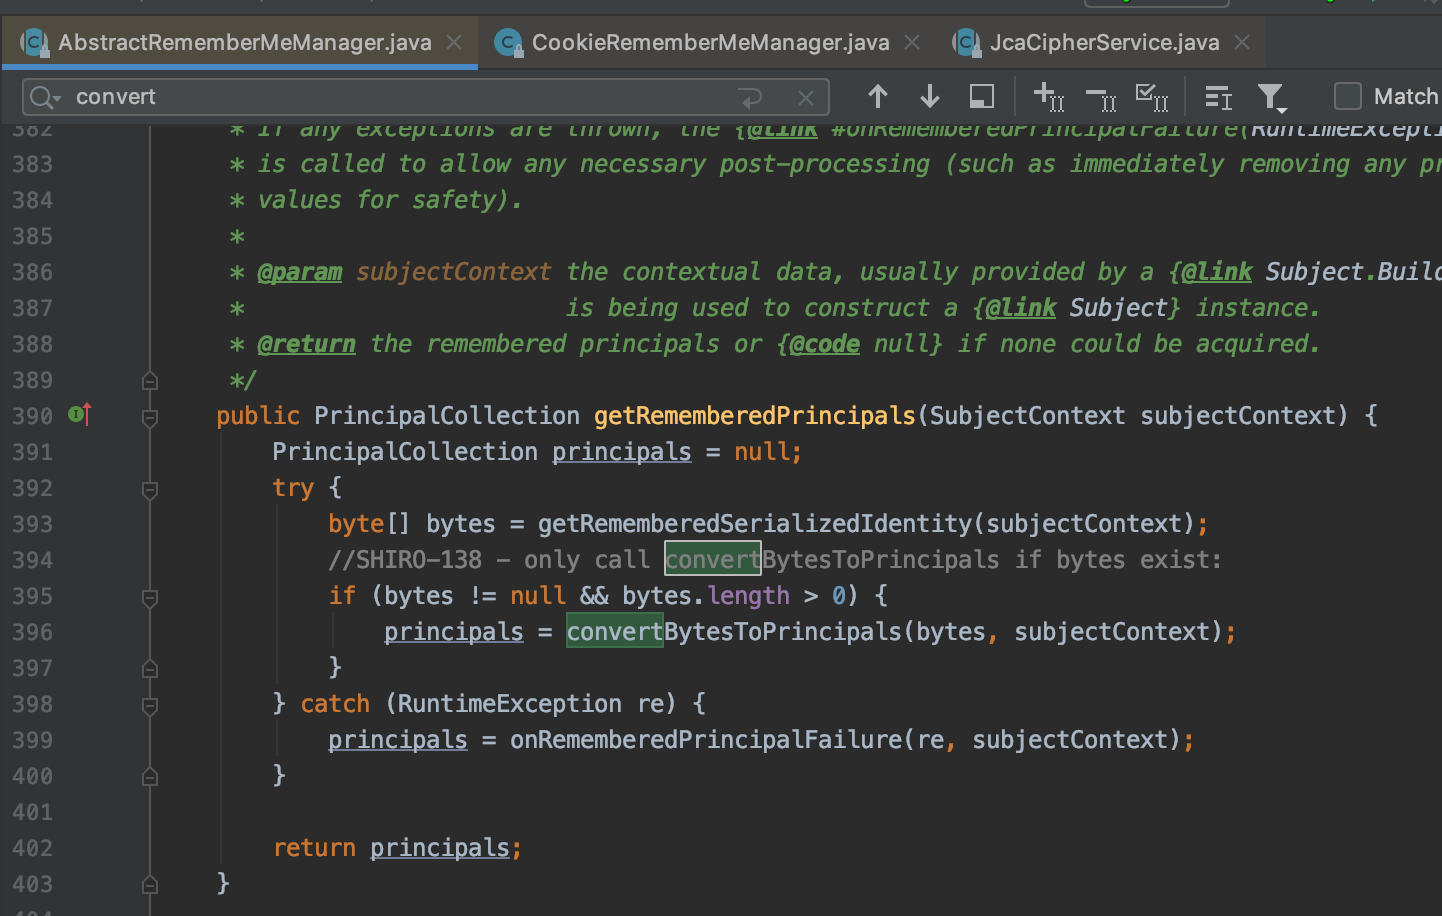 AbstractRememberMeManager.java CookieRememberMeManager.java JcaCipherService.java
convert Match
382 * If any exceptions are thrown, the {@link #onRememberedPrincipalFailure(RuntimeExcepti
383 * is called to allow any necessary post-processing (such as immediately removing any pr
384 * values for safety).
385 *
386 * @param subjectContext the contextual data, usually provided by a {@link Subject.Build
387 * is being used to construct a {@link Subject} instance.
388 * @return the remembered principals or {@code null} if none could be acquired.
389 */
390 public PrincipalCollection getRememberedPrincipals(SubjectContext subjectContext) {
391 PrincipalCollection principals = null;
392 try {
393 byte[] bytes = getRememberedSerializedIdentity(subjectContext);
394 //SHIRO-138 - only call convertBytesToPrincipals if bytes exist:
395 if (bytes != null && bytes.length > 0) {
396 principals = convertBytesToPrincipals(bytes, subjectContext);
397 }
398 } catch (RuntimeException re) {
399 principals = onRememberedPrincipalFailure(re, subjectContext);
400 }
401
402 return principals;
403 }